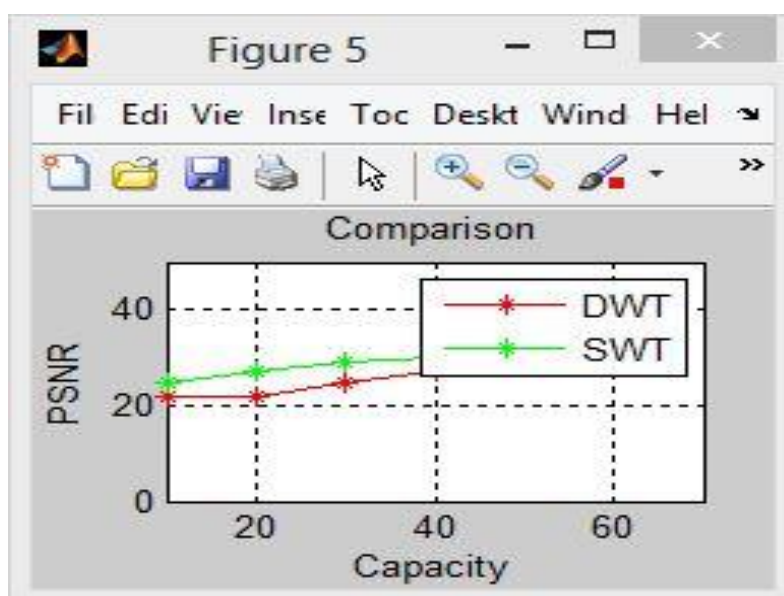 Figure 5
Fil Edi Vie Inse Toc Deskt Wind Hel
Comparison
DWT
SWT
40
20
0
PSNR
20 40 60
Capacity